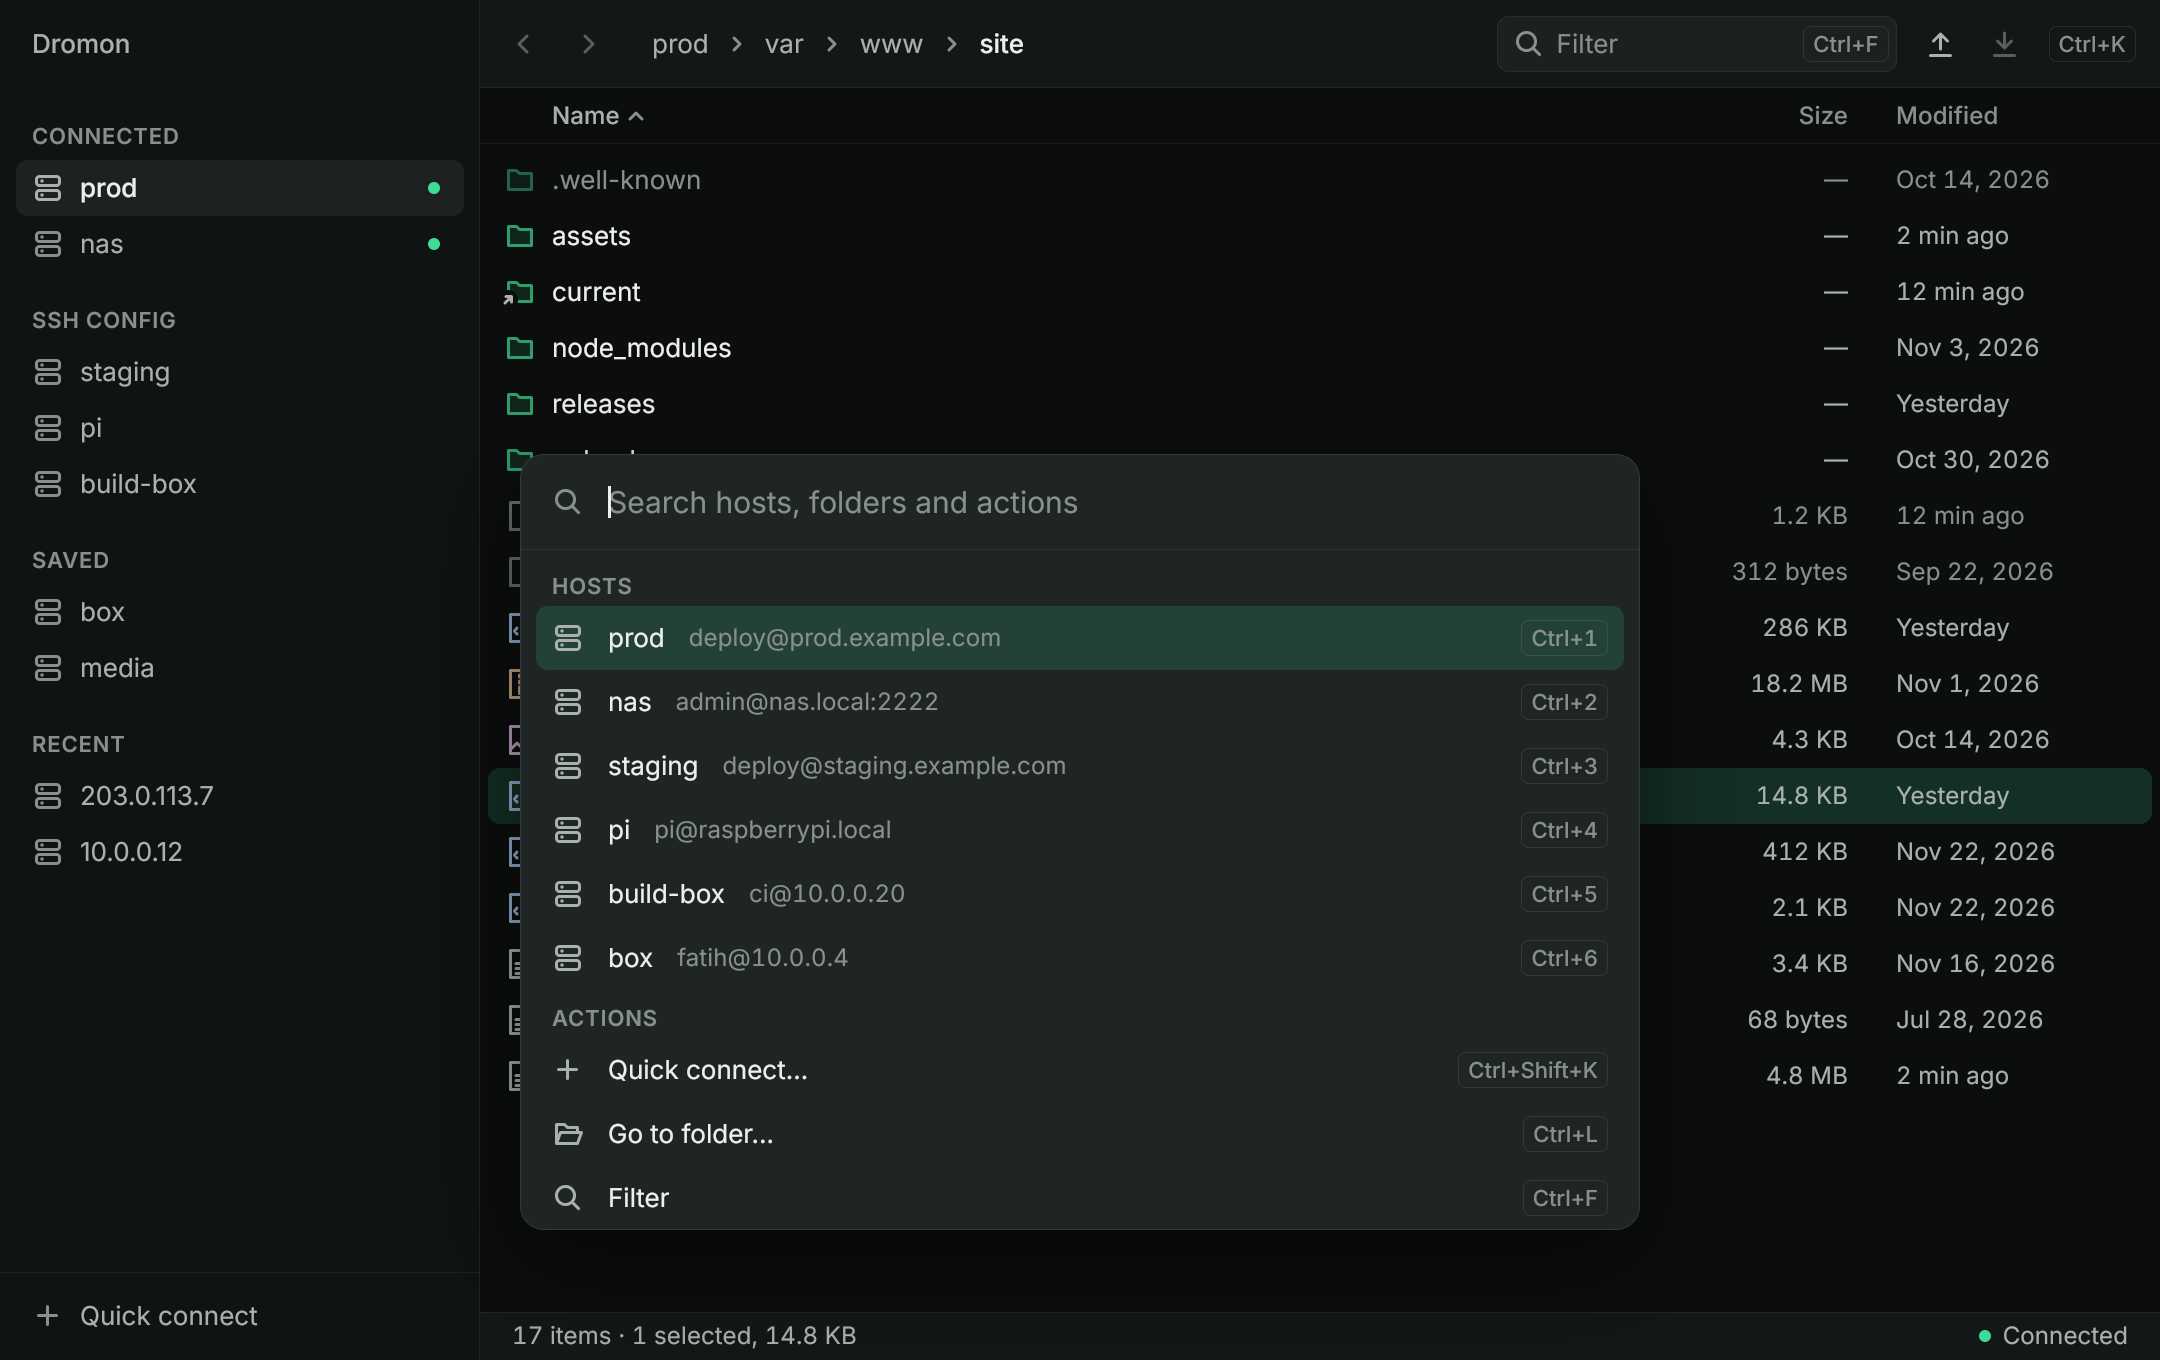 Dromon
CONNECTED
prod
nas
SSH CONFIG
staging
pi
build-box
SAVED
box
media
RECENT
203.0.113.7
10.0.0.12
Quick connect
prod var www site
Filter Ctrl+F
Ctrl+K
Name Size Modified
.well-known — Oct 14, 2026
assets — 2 min ago
current — 12 min ago
node_modules — Nov 3, 2026
releases — Yesterday
— Oct 30, 2026
1.2 KB 12 min ago
312 bytes Sep 22, 2026
286 KB Yesterday
18.2 MB Nov 1, 2026
4.3 KB Oct 14, 2026
14.8 KB Yesterday
412 KB Nov 22, 2026
2.1 KB Nov 22, 2026
3.4 KB Nov 16, 2026
68 bytes Jul 28, 2026
4.8 MB 2 min ago
Search hosts, folders and actions
HOSTS
prod deploy@prod.example.com Ctrl+1
nas admin@nas.local:2222 Ctrl+2
staging deploy@staging.example.com Ctrl+3
pi pi@raspberrypi.local Ctrl+4
build-box ci@10.0.0.20 Ctrl+5
box fatih@10.0.0.4 Ctrl+6
ACTIONS
Quick connect... Ctrl+Shift+K
Go to folder... Ctrl+L
Filter Ctrl+F
17 items · 1 selected, 14.8 KB
Connected